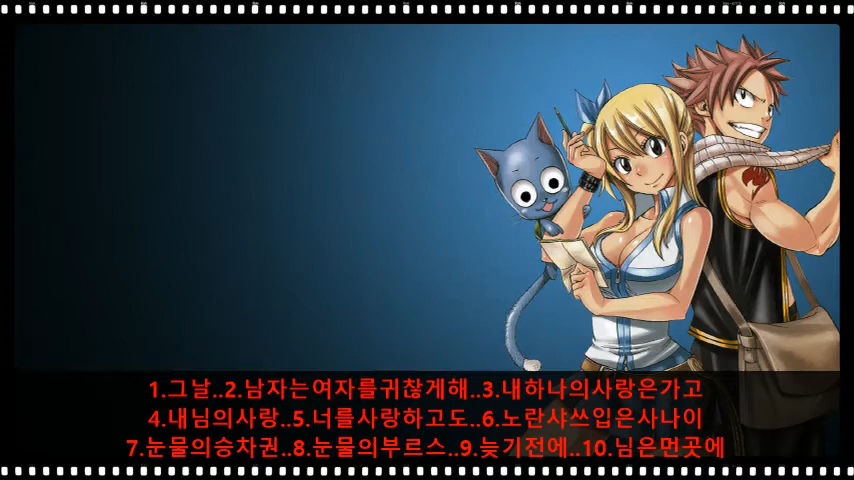 1.그날..2.남자는여자를귀찮게해..3.내하나의사랑은가고
4.내님의사랑..5.너를사랑하고도..6.노란샤쓰입은사나이
7.눈물의승차권..8.눈물의부르스..9.늦기전에..10.님은먼곳에